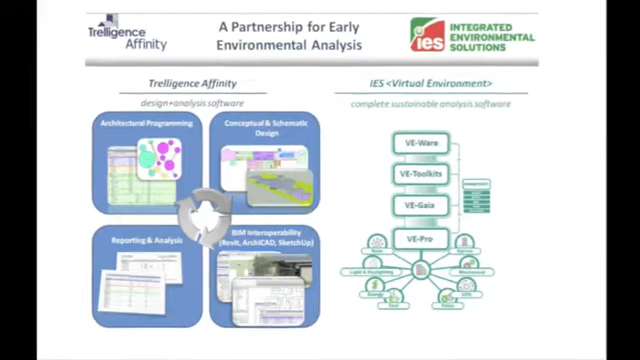 Trelligence
Affinity
A Partnership for Early
Environmental Analysis
ies
INTEGRATED
ENVIRONMENTAL
SOLUTIONS
Trelligence Affinity
design+analysis software
Architectural Programming
Conceptual & Schematic
Design
Reporting & Analysis
BIM Interoperability
(Revit, ArchiCAD, SketchUp)
IES <Virtual Environment>
complete sustainable analysis software
VE-Ware
VE-Toolkits
VE-Gaia
VE-Pro
Light & Daylighting
Mechanical
Energy
Cost